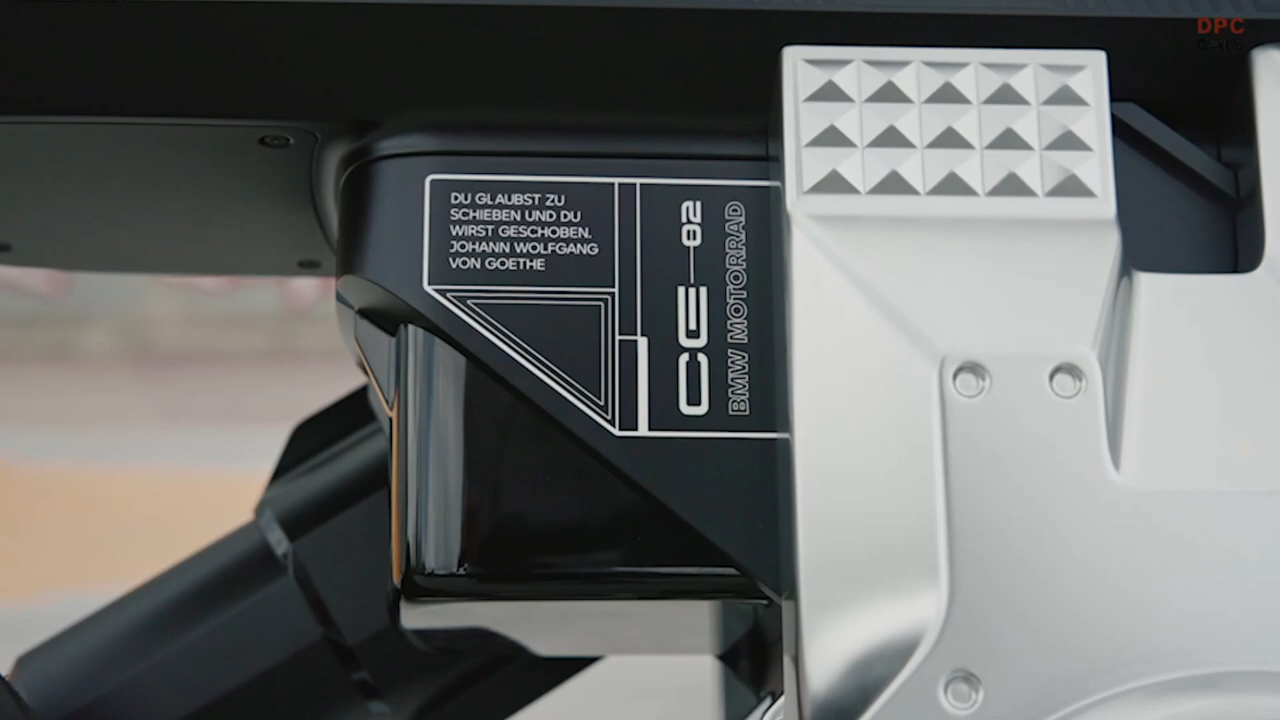 DPC
DU GLAUBST ZU
SCHIEBEN UND DU
WIRST GESCHOBEN.
JOHANN WOLFGANG
VON GOETHE
CE—02
BMW MOTORRAD